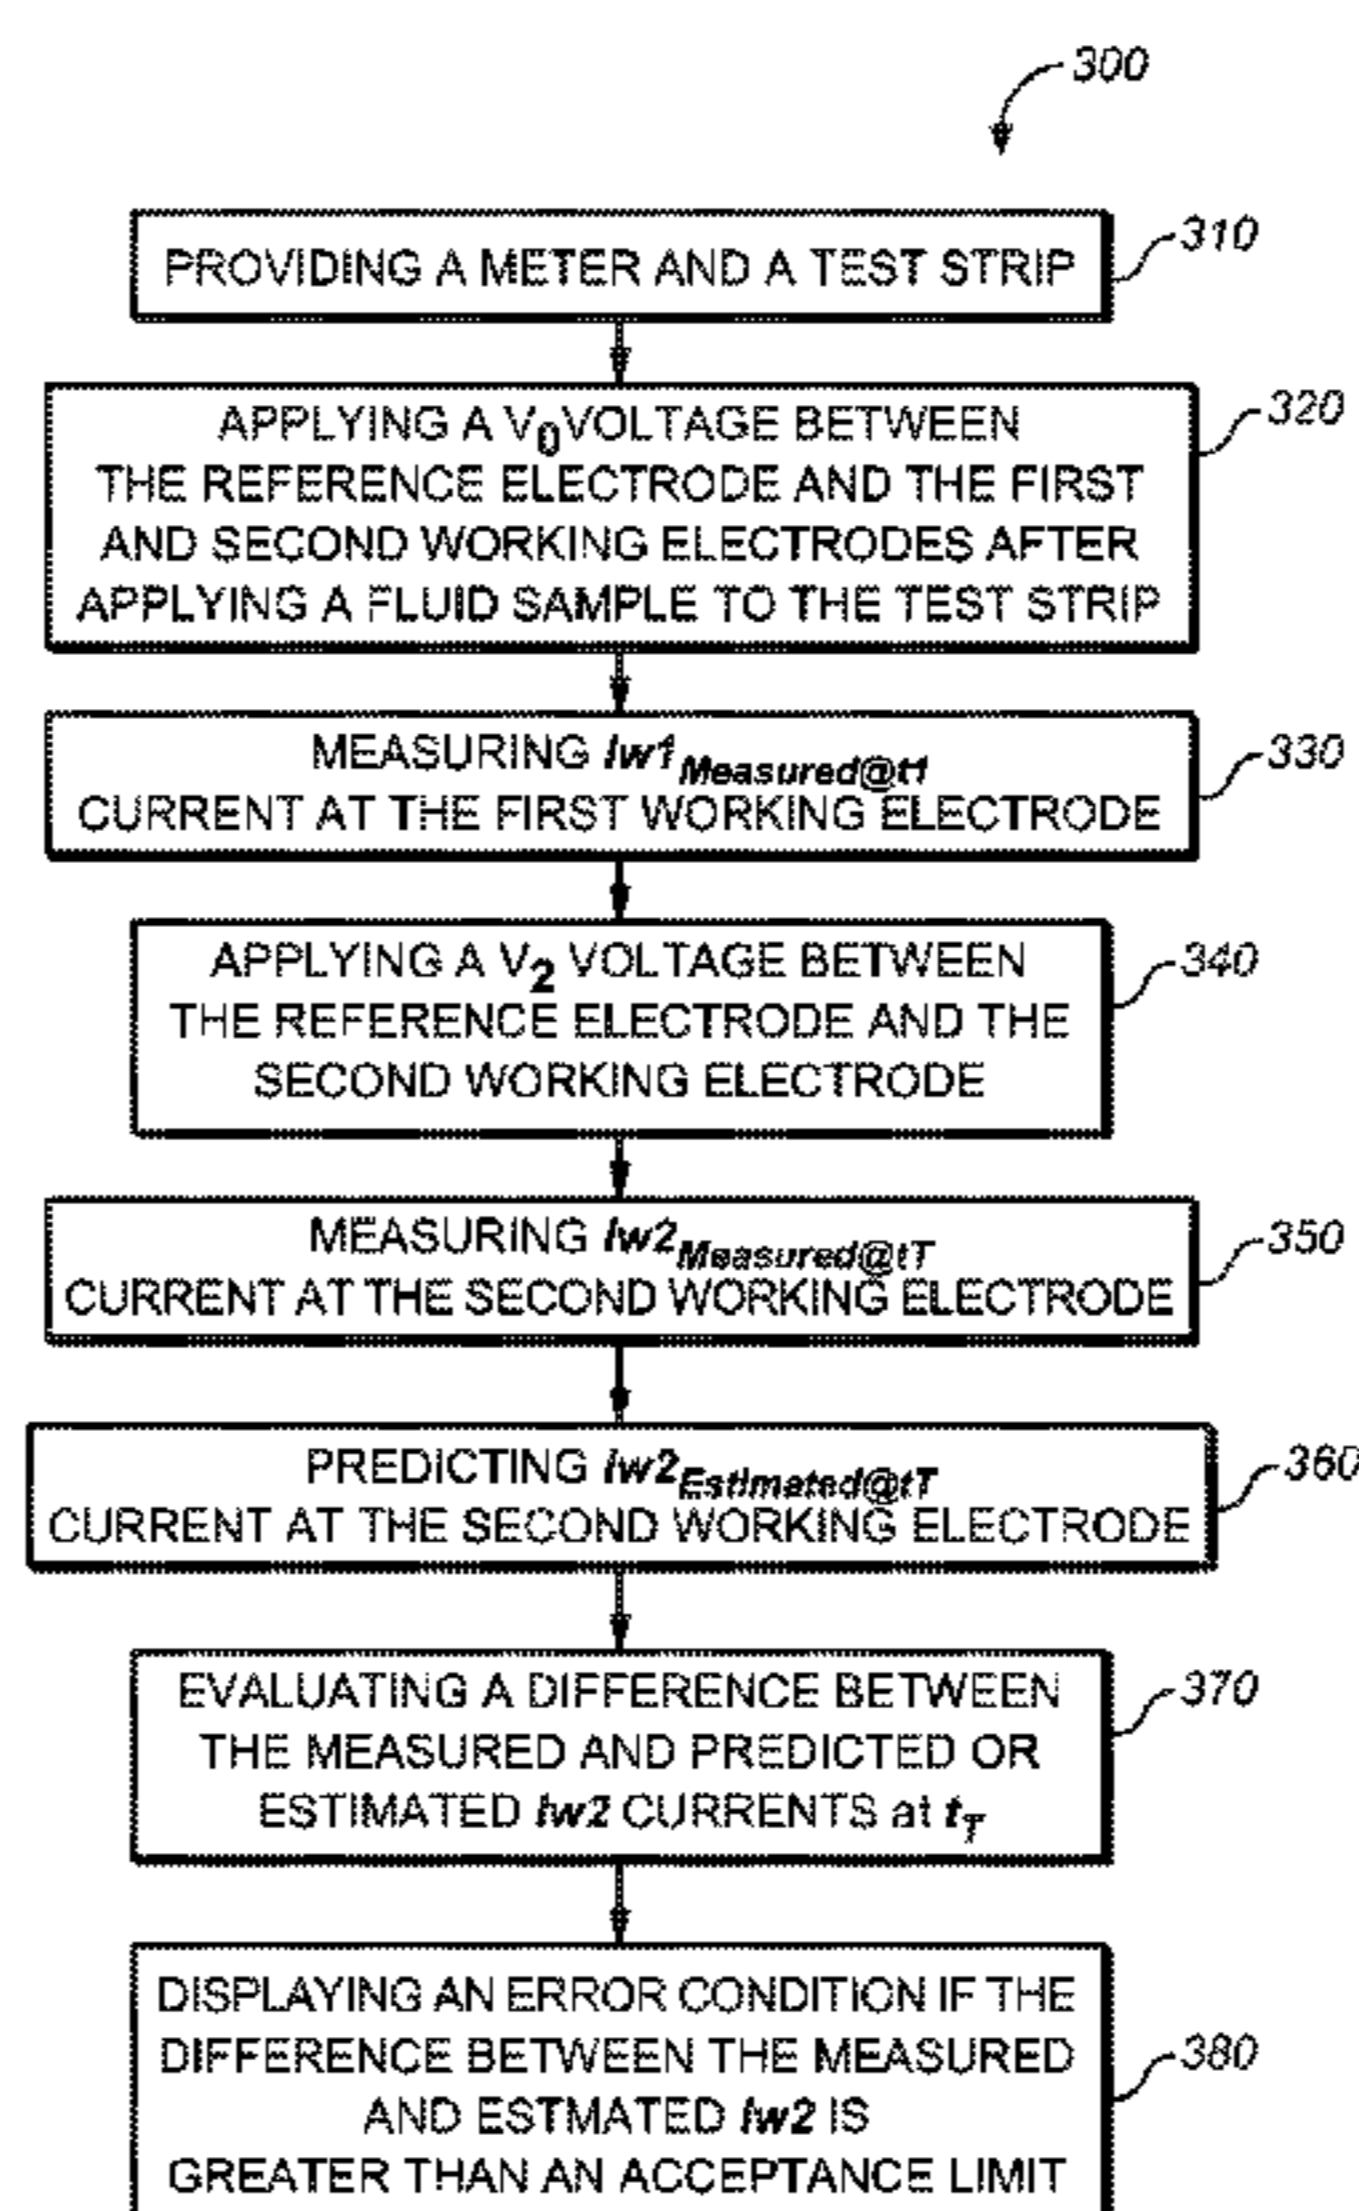 300
PROVIDING A METER AND A TEST STRIP
310
APPLYING A V0 VOLTAGE BETWEEN
THE REFERENCE ELECTRODE AND THE FIRST
AND SECOND WORKING ELECTRODES AFTER
APPLYING A FLUID SAMPLE TO THE TEST STRIP
320
MEASURING Iw1Measured@t1
CURRENT AT THE FIRST WORKING ELECTRODE
330
APPLYING A V2 VOLTAGE BETWEEN
THE REFERENCE ELECTRODE AND THE
SECOND WORKING ELECTRODE
340
MEASURING Iw2Measured@tT
CURRENT AT THE SECOND WORKING ELECTRODE
350
PREDICTING Iw2Estimated@tT
CURRENT AT THE SECOND WORKING ELECTRODE
360
EVALUATING A DIFFERENCE BETWEEN
THE MEASURED AND PREDICTED OR
ESTIMATED Iw2 CURRENTS at tT
370
DISPLAYING AN ERROR CONDITION IF THE
DIFFERENCE BETWEEN THE MEASURED
AND ESTMATED Iw2 IS
GREATER THAN AN ACCEPTANCE LIMIT
380